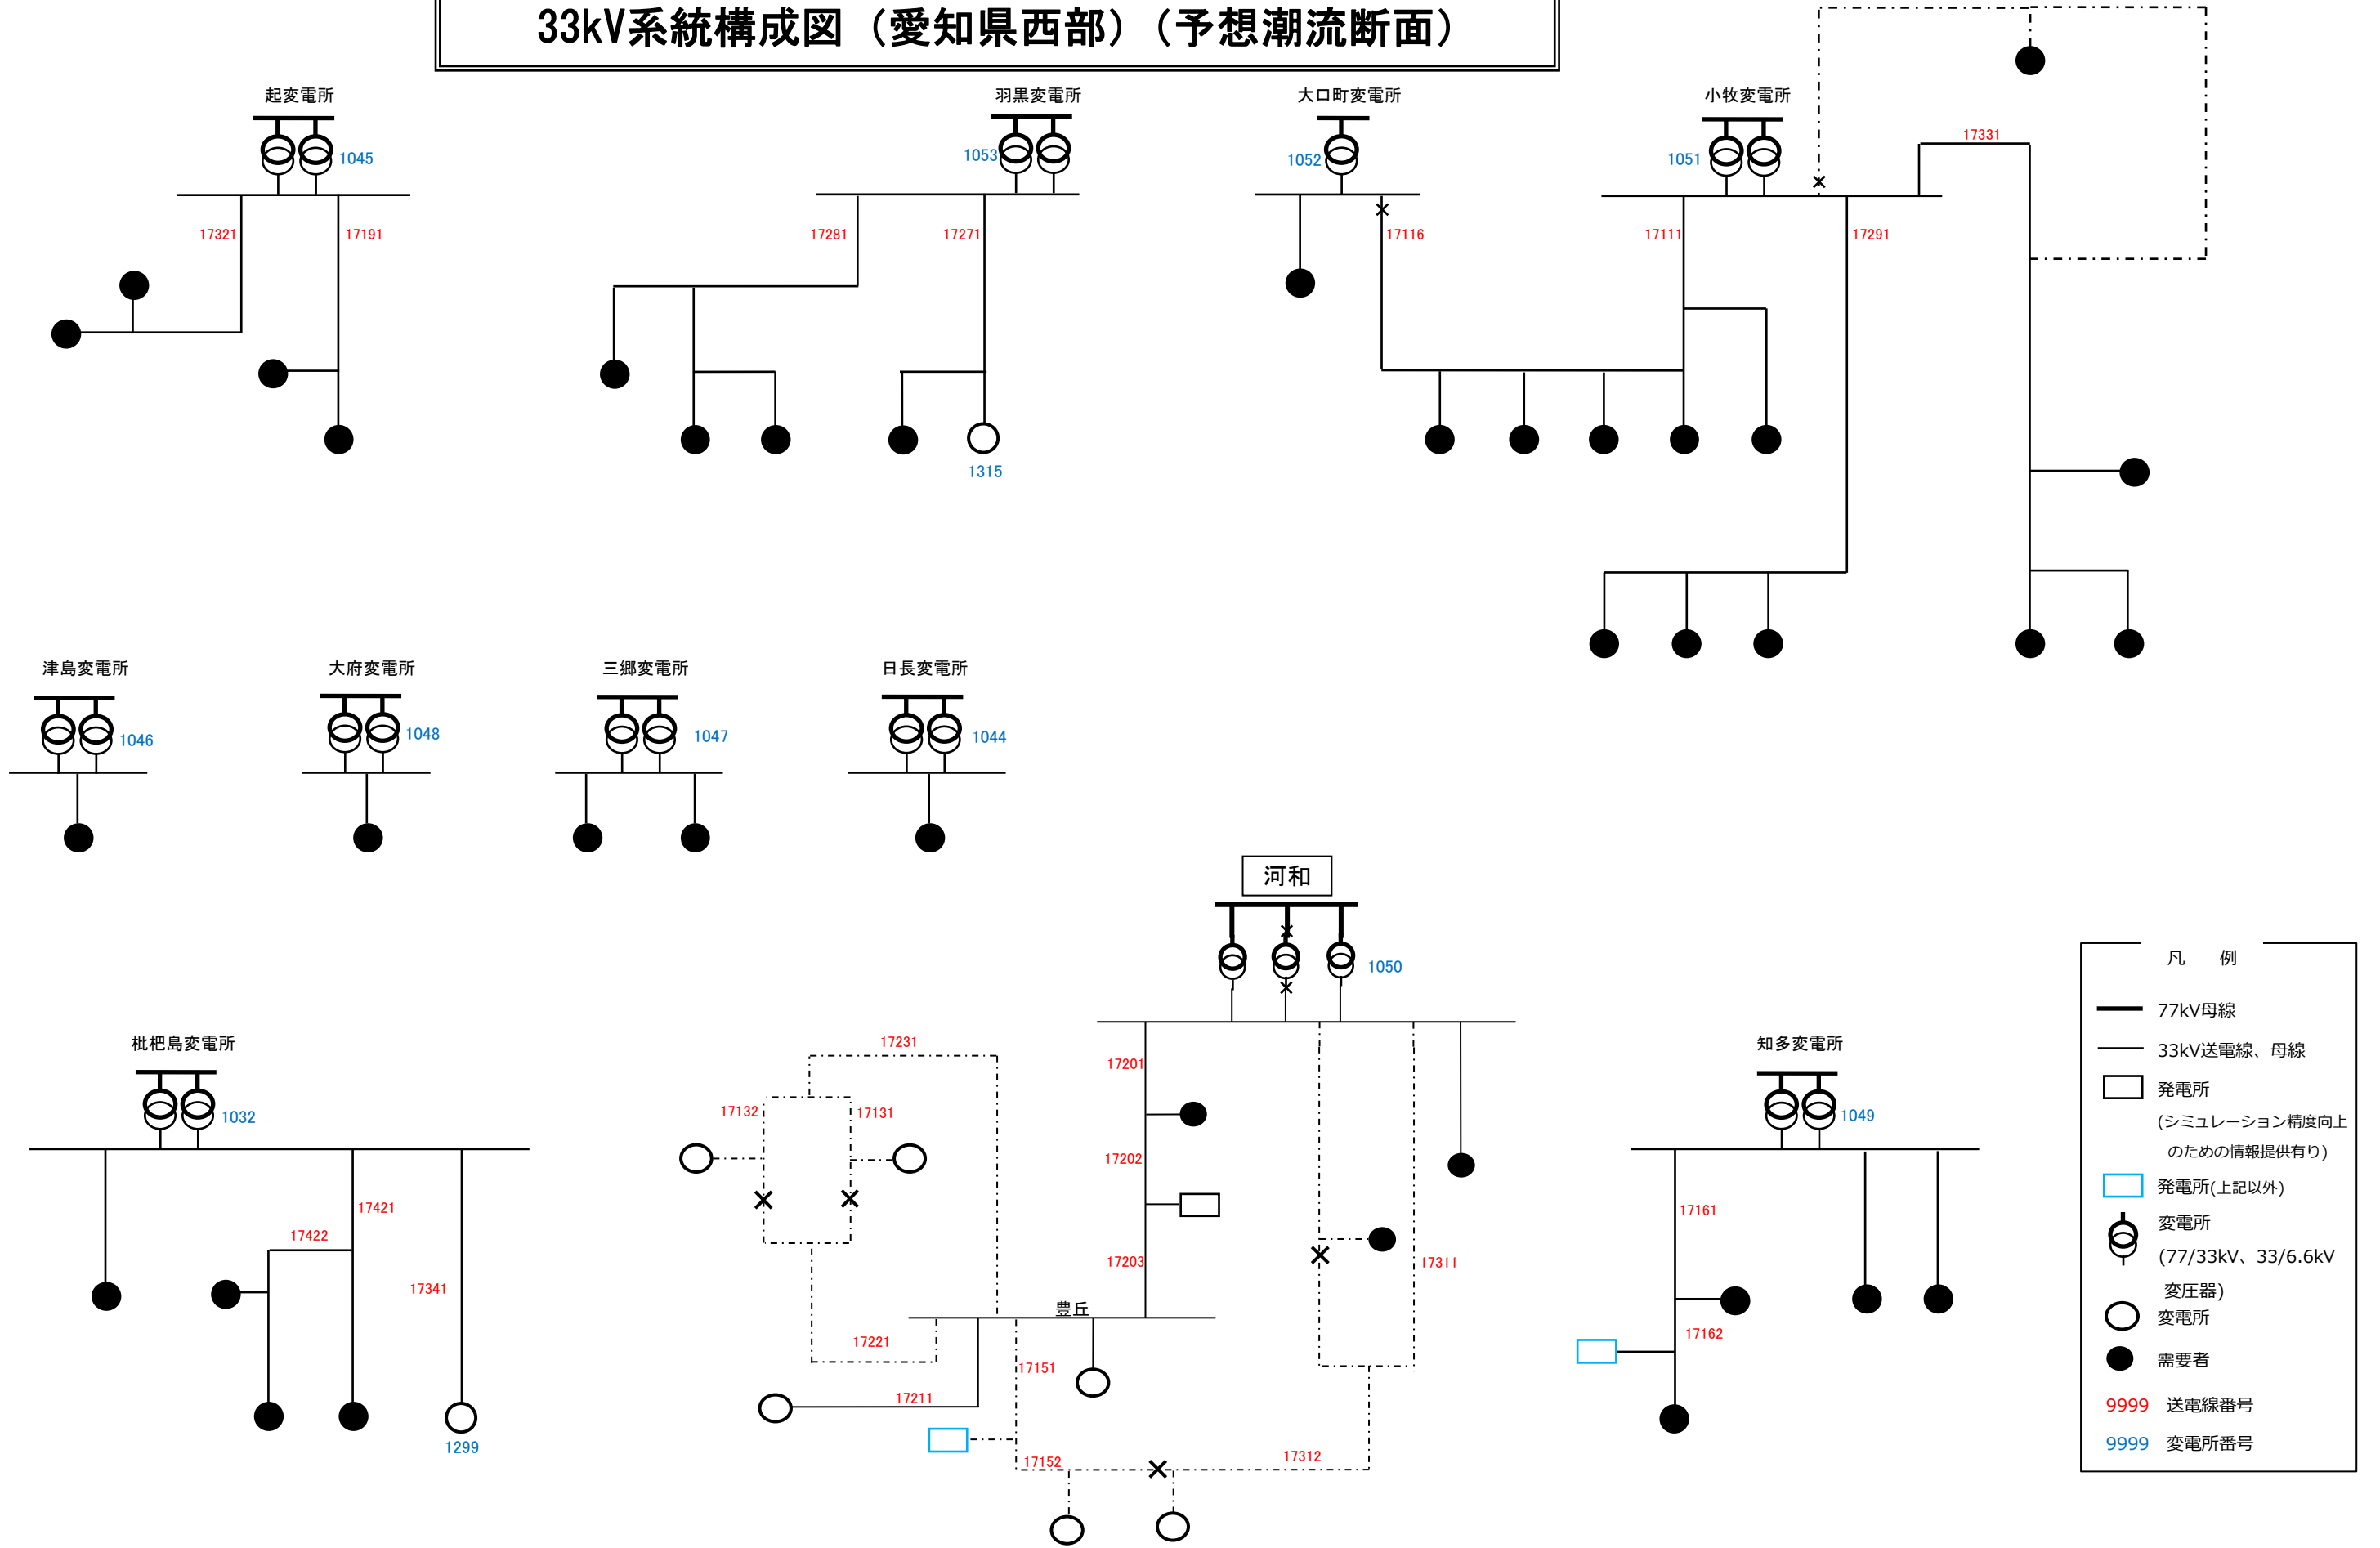 33kV系統構成図（愛知県西部）（予想潮流断面）
起変電所
羽黒変電所
大口町変電所
小牧変電所
17331
1045
1053
1052
1051
17321
17191
17281
17271
17116
17111
17291
1315
津島変電所
大府変電所
三郷変電所
日長変電所
1046
1048
1047
1044
河和
1050
枇杷島変電所
1032
17231
17201
知多変電所
1049
17132
17131
17202
17421
17422
17341
17203
17311
17161
17162
豊丘
17221
17151
17211
1299
17152
17312
凡　例
77kV母線
33kV送電線、母線
発電所
(シミュレーション精度向上
のための情報提供有り)
発電所(上記以外)
変電所
(77/33kV、33/6.6kV
変圧器)
変電所
需要者
9999 送電線番号
9999 変電所番号